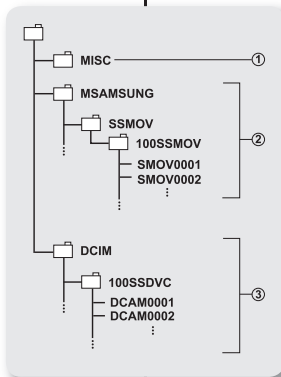 MISC ①
MSAMSUNG
SSMOV
100SSMOV
②
SMOV0001
SMOV0002
DCIM
100SSDVC
③
DCAM0001
DCAM0002